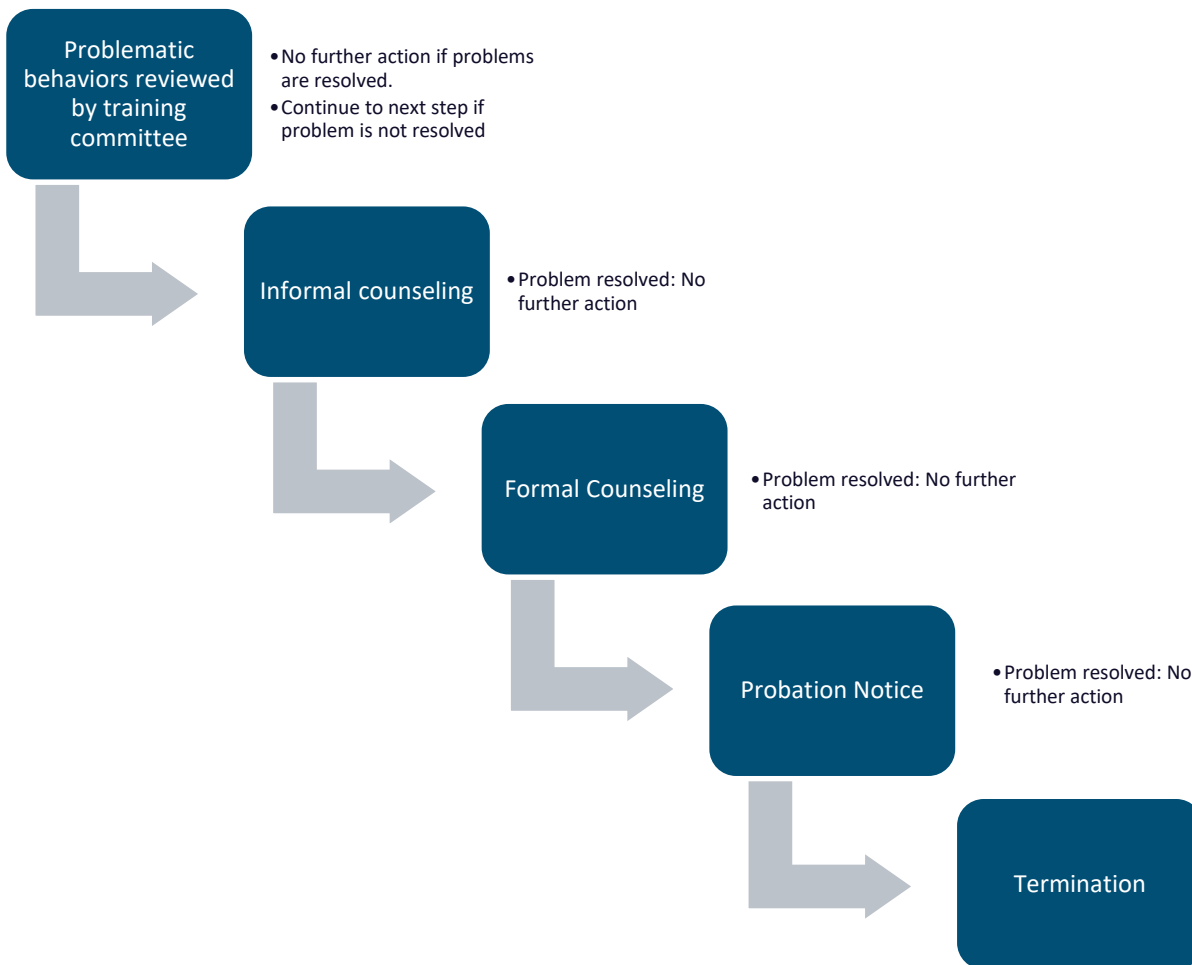 Problematic
behaviors reviewed
by training
committee
•No further action if problems
are resolved.
•Continue to next step if
problem is not resolved
Informal counseling
•Problem resolved: No
further action
Formal Counseling
•Problem resolved: No further
action
Probation Notice
•Problem resolved: No
further action
Termination